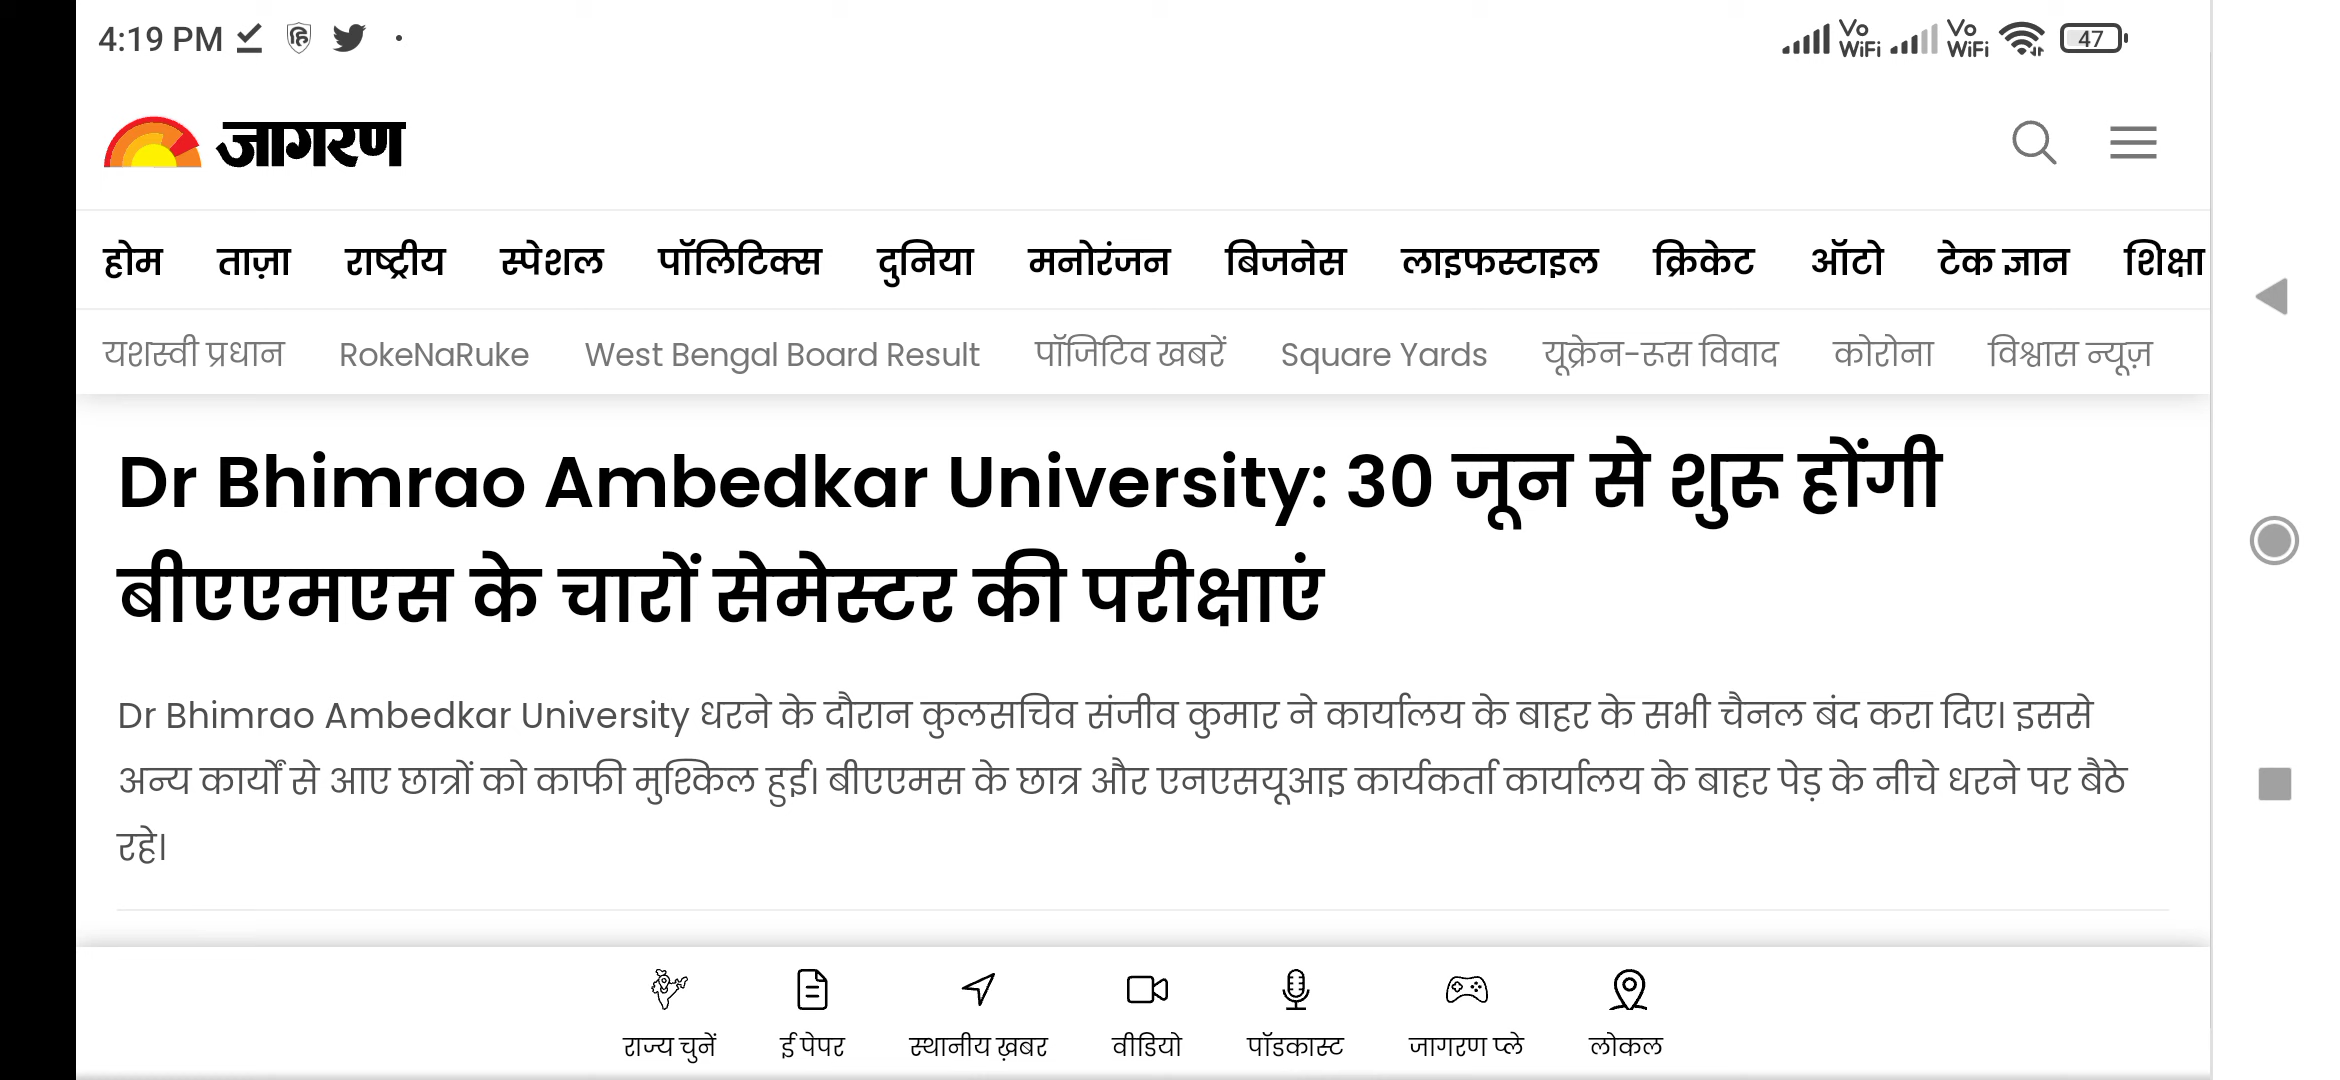 4:19 PM
Vo WiFi Vo WiFi 47
जागरण
होम ताज़ा राष्ट्रीय स्पेशल पॉलिटिक्स दुनिया मनोरंजन बिजनेस लाइफस्टाइल क्रिकेट ऑटो टेक ज्ञान शिक्षा
यशस्वी प्रधान RokeNaRuke West Bengal Board Result पॉजिटिव खबरें Square Yards यूक्रेन-रूस विवाद कोरोना विश्वास न्यूज़
Dr Bhimrao Ambedkar University: 30 जून से शुरू होंगी
बीएएमएस के चारों सेमेस्टर की परीक्षाएं
Dr Bhimrao Ambedkar University धरने के दौरान कुलसचिव संजीव कुमार ने कार्यालय के बाहर के सभी चैनल बंद करा दिए। इससे
अन्य कार्यों से आए छात्रों को काफी मुश्किल हुई। बीएएमस के छात्र और एनएसयूआइ कार्यकर्ता कार्यालय के बाहर पेड़ के नीचे धरने पर बैठे
रहे।
राज्य चुनें ई पेपर स्थानीय ख़बर वीडियो पॉडकास्ट जागरण प्ले लोकल